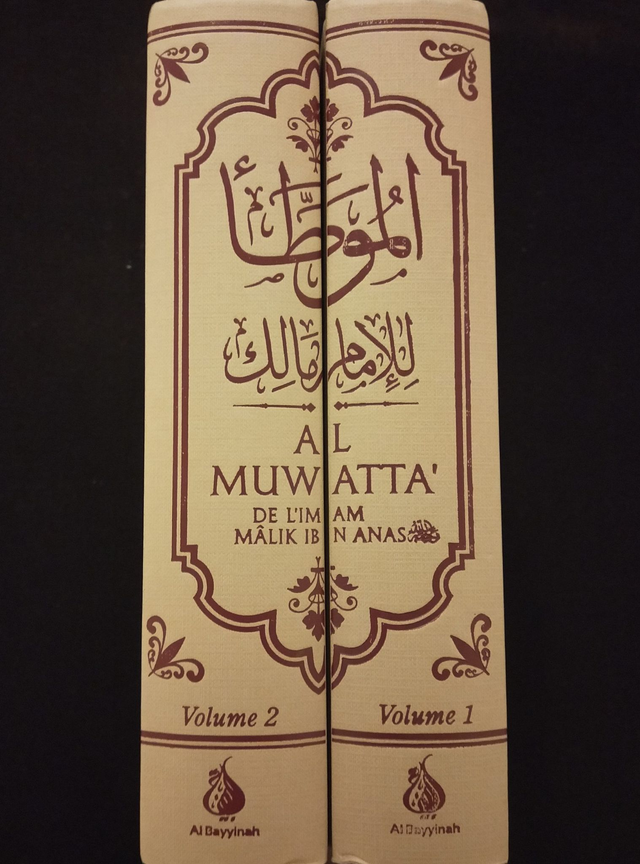 الموطأ
للإمام مالك
AL
MUWATTA'
DE L'IMAM
MÂLIK IBN ANAS
Volume 2
Volume 1
Al Bayyinah
Al Bayyinah